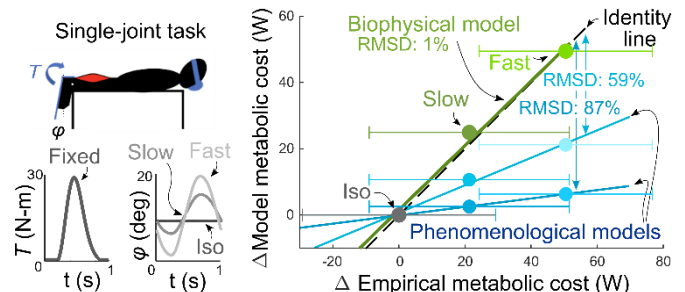 Single-joint task
T
φ
30
Fixed
T (N-m)
0
0
t (s)
1
20
Slow
Fast
φ (deg)
Iso
0
t (s)
1
ΔModel metabolic cost (W)
60
40
20
0
Biophysical model
RMSD: 1%
Identity
line
Fast
RMSD: 59%
Slow
RMSD: 87%
Iso
Phenomenological models
-20
0
20
40
60
80
Δ Empirical metabolic cost (W)